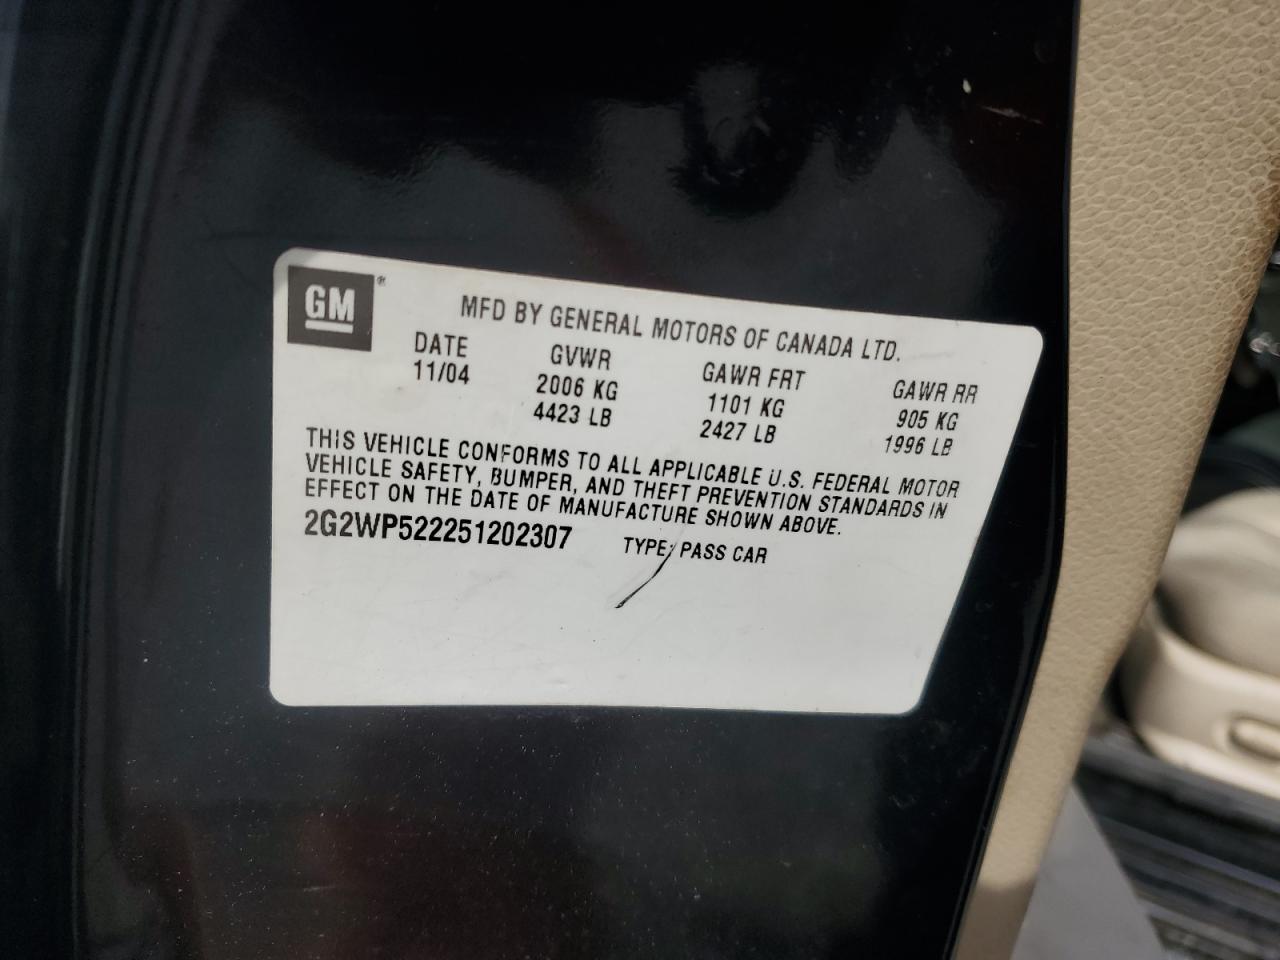 GM ®
MFD BY GENERAL MOTORS OF CANADA LTD.
DATE GVWR GAWR FRT GAWR RR
11/04 2006 KG 1101 KG 905 KG
4423 LB 2427 LB 1996 LB
THIS VEHICLE CONFORMS TO ALL APPLICABLE U.S. FEDERAL MOTOR
VEHICLE SAFETY, BUMPER, AND THEFT PREVENTION STANDARDS IN
EFFECT ON THE DATE OF MANUFACTURE SHOWN ABOVE.
2G2WP522251202307 TYPE: PASS CAR